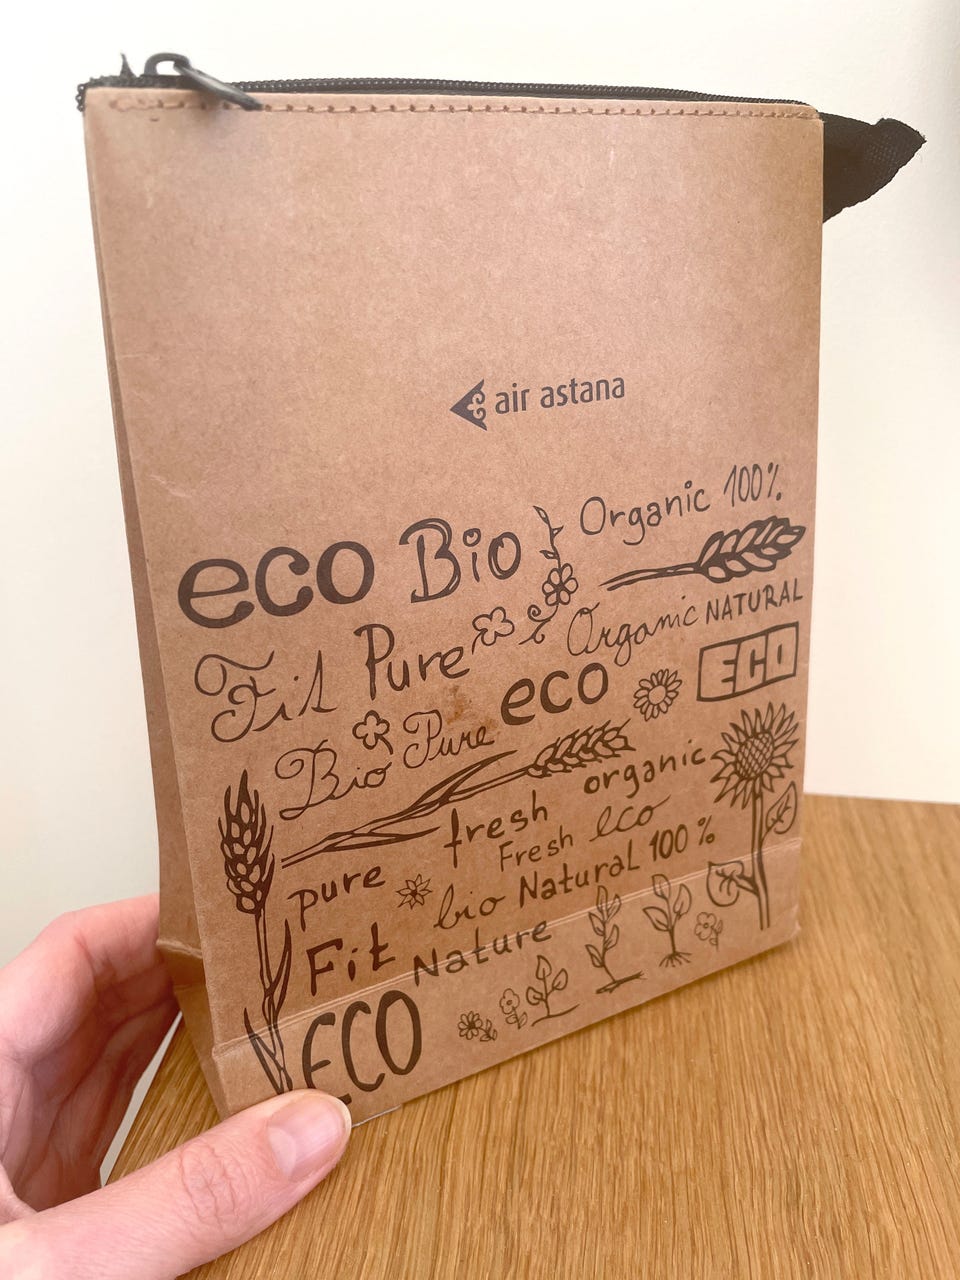 air astana
eco Bio Organic 100%
Fit Pure Organic NATURAL
Bio Pure eco ECO
pure fresh organic
Fresh eco
bio Natural 100%
Fit Nature
ECO